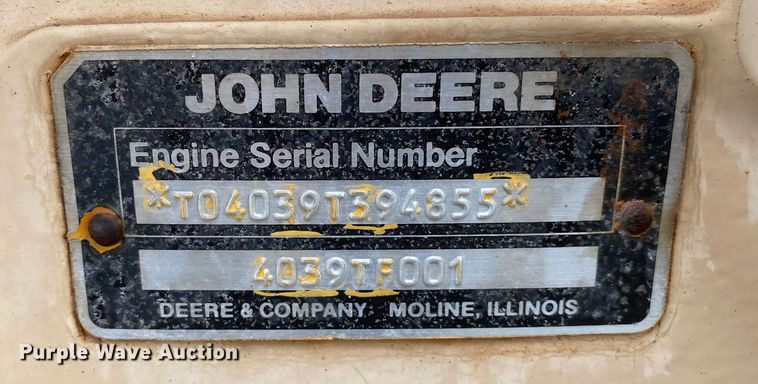 JOHN DEERE
Engine Serial Number
*T04039T394855*
4039TF001
DEERE & COMPANY MOLINE, ILLINOIS
Purple Wave Auction